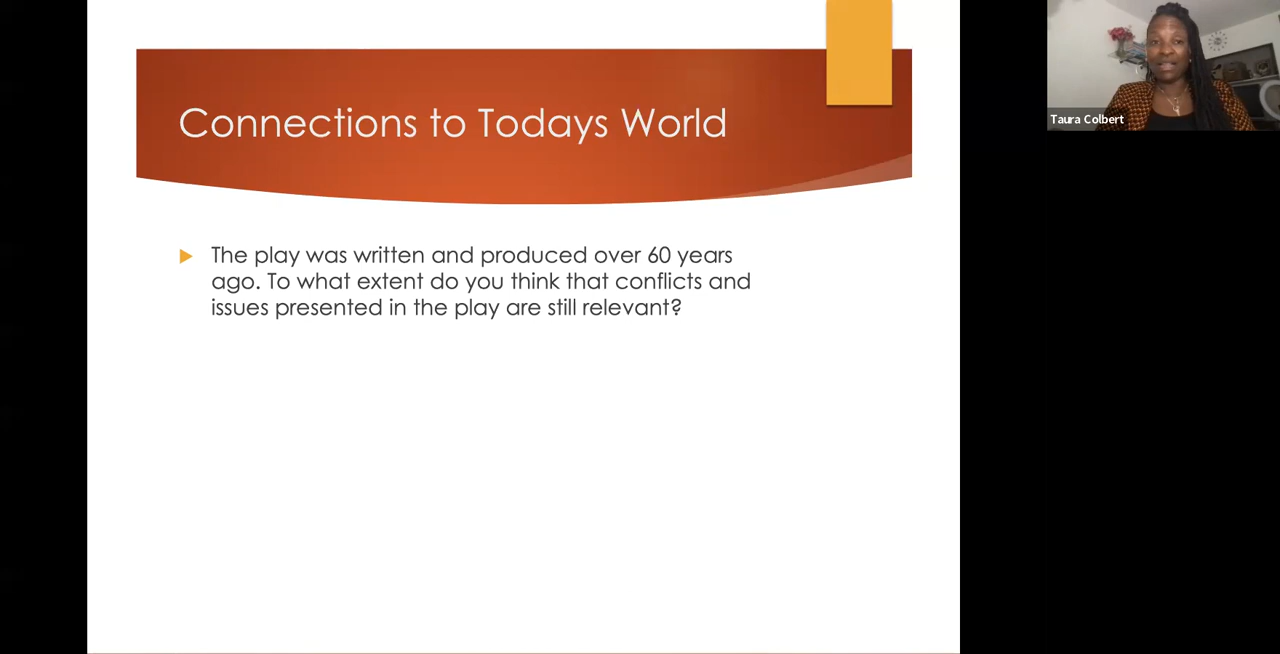 Connections to Todays World
The play was written and produced over 60 years
ago. To what extent do you think that conflicts and
issues presented in the play are still relevant?
Taura Colbert